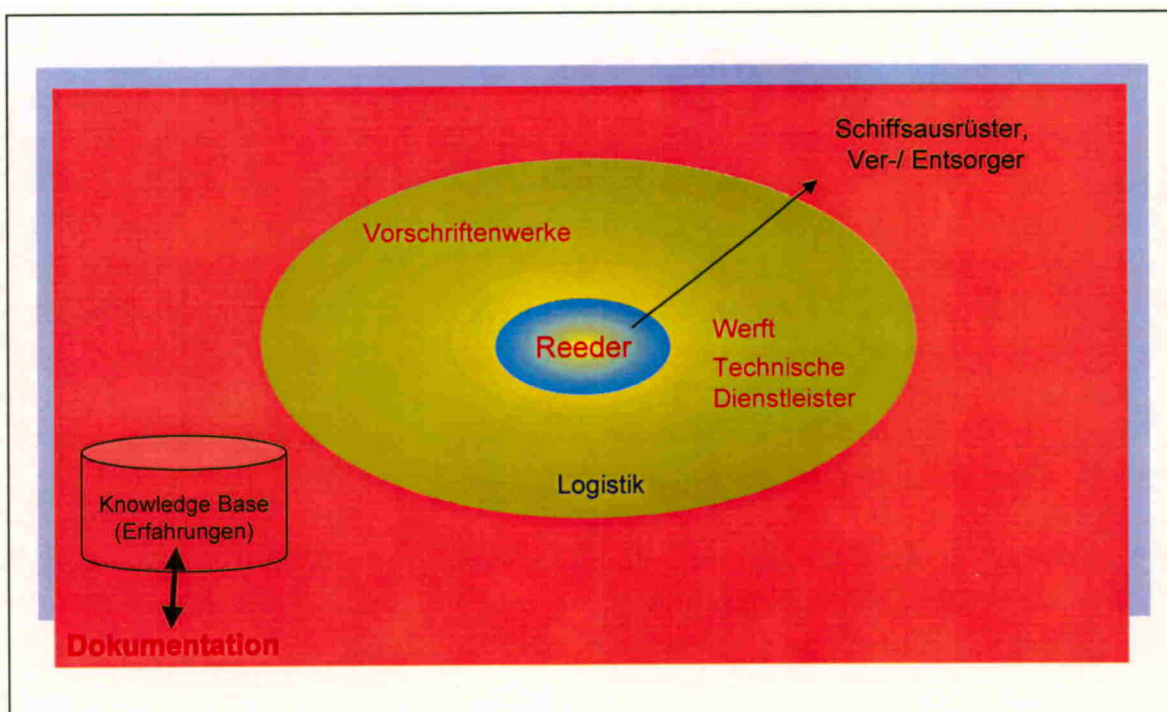 Schiffsausrüster,
Ver-/ Entsorger
Vorschriftenwerke
Reeder
Werft
Technische
Dienstleister
Logistik
Knowledge Base
(Erfahrungen)
Dokumentation